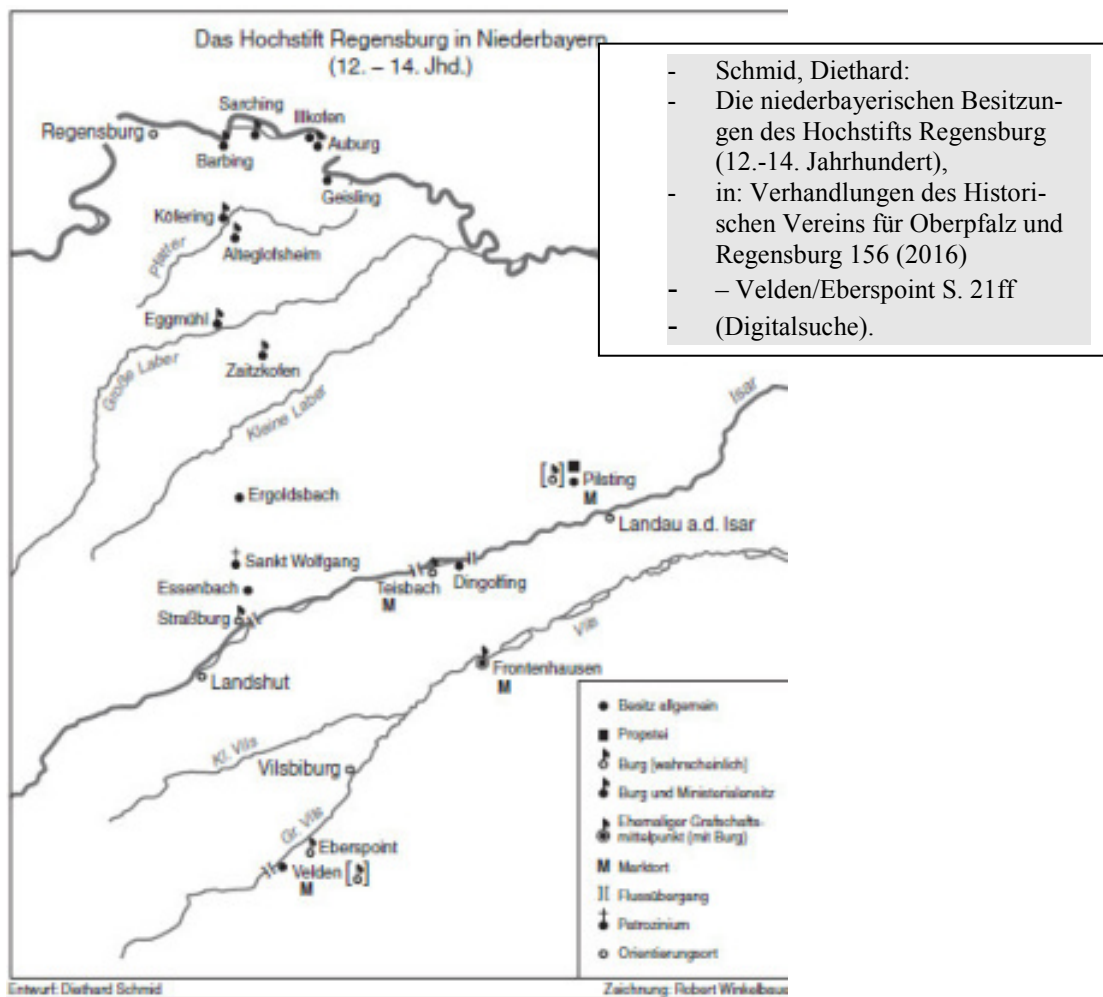 Das Hochstift Regensburg in Niederbayern
(12. – 14. Jhd.)
- Schmid, Diethard:
- Die niederbayerischen Besitzun-
gen des Hochstifts Regensburg
(12.-14. Jahrhundert),
- in: Verhandlungen des Histori-
schen Vereins für Oberpfalz und
Regensburg 156 (2016)
- – Velden/Eberspoint S. 21ff
- (Digitalsuche).
Sarching
Illkofen
Regensburg
Auburg
Barbing
Geisling
Köfering
Alteglofsheim
Pfatter
Eggmühl
Zaitzkofen
Große Laber
Kleine Laber
Isar
Pilsting
M
Ergoldsbach
Landau a.d. Isar
Sankt Wolfgang
Essenbach
Teisbach
Dingolfing
M
Straßburg
Vils
Frontenhausen
M
Landshut
Kl. Vils
Vilsbiburg
Gr. Vils
Eberspoint
Velden
M
Besitz allgemein
Propstei
Burg [wahrscheinlich]
Burg und Ministerialensitz
Ehemaliger Grafschafts-
mittelpunkt (mit Burg)
M Marktort
Flussübergang
Patrozinium
Orientierungsort
Entwurf: Diethard Schmid
Zeichnung: Robert